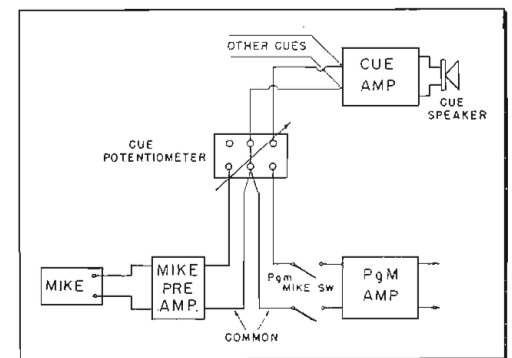 OTHER CUES
CUE
AMP
CUE
SPEAKER
CUE
POTENTIOMETER
MIKE
MIKE
PRE
AMP.
Pgm
MIKE SW
PgM
AMP
COMMON